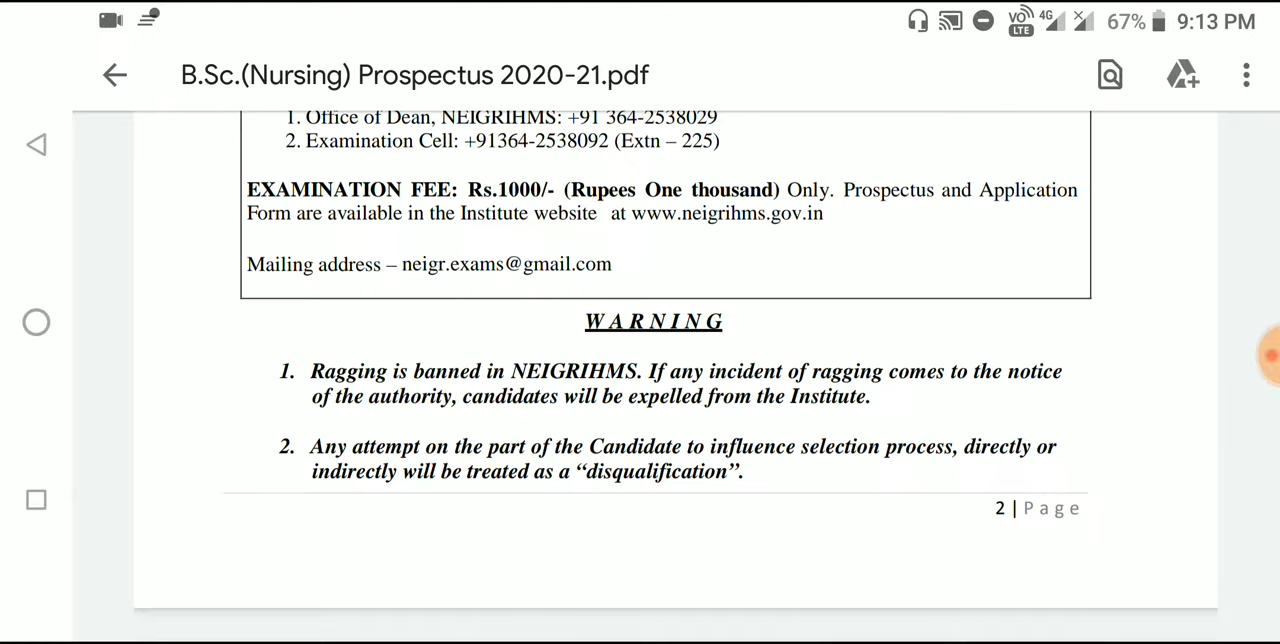 VO 4G 67% 9:13 PM
LTE
B.Sc.(Nursing) Prospectus 2020-21.pdf
1. Office of Dean, NEIGRIHMS: +91 364-2538029
2. Examination Cell: +91364-2538092 (Extn – 225)
EXAMINATION FEE: Rs.1000/- (Rupees One thousand) Only. Prospectus and Application
Form are available in the Institute website at www.neigrihms.gov.in
Mailing address – neigr.exams@gmail.com
WARNING
1. Ragging is banned in NEIGRIHMS. If any incident of ragging comes to the notice
of the authority, candidates will be expelled from the Institute.
2. Any attempt on the part of the Candidate to influence selection process, directly or
indirectly will be treated as a “disqualification”.
2 | Page